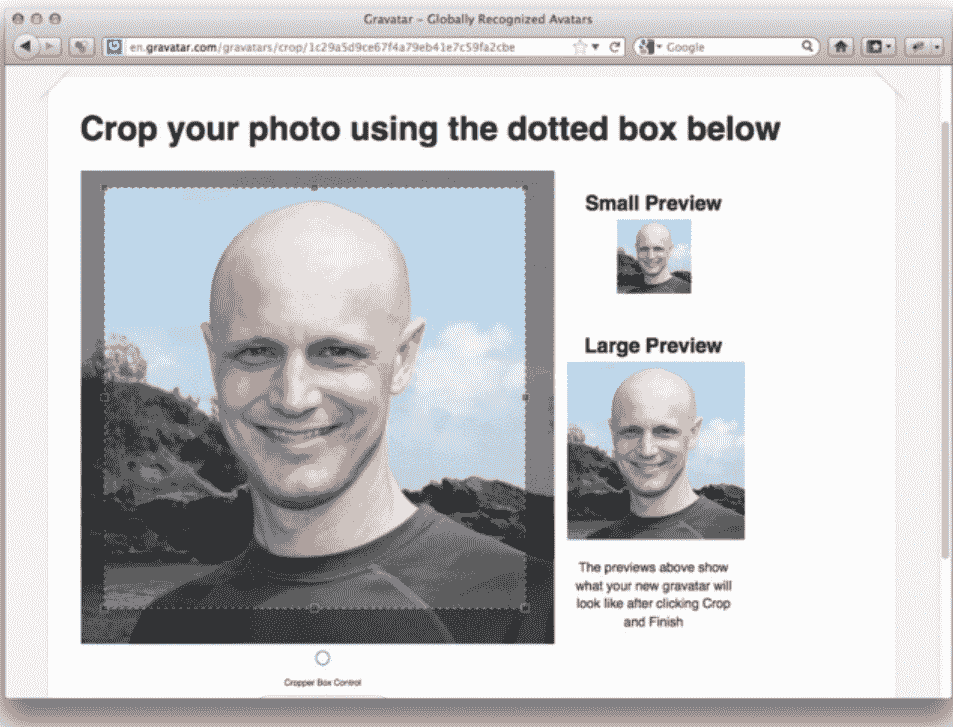 Gravatar - Globally Recognized Avatars
en.gravatar.com/gravatars/crop/1c29a5d9ce67f4a79eb41e7c59fa2cbe
Google
Crop your photo using the dotted box below
Small Preview
Large Preview
The previews above show
what your new gravatar will
look like after clicking Crop
and Finish
Cropper Box Control